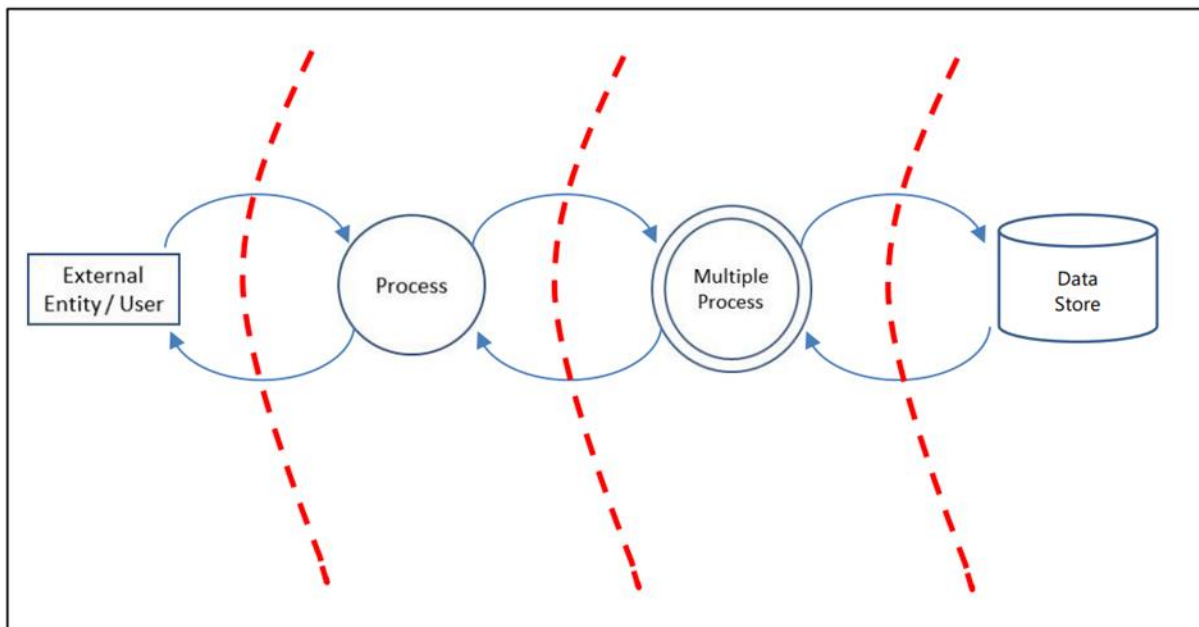 External
Entity / User
Process
Multiple
Process
Data
Store